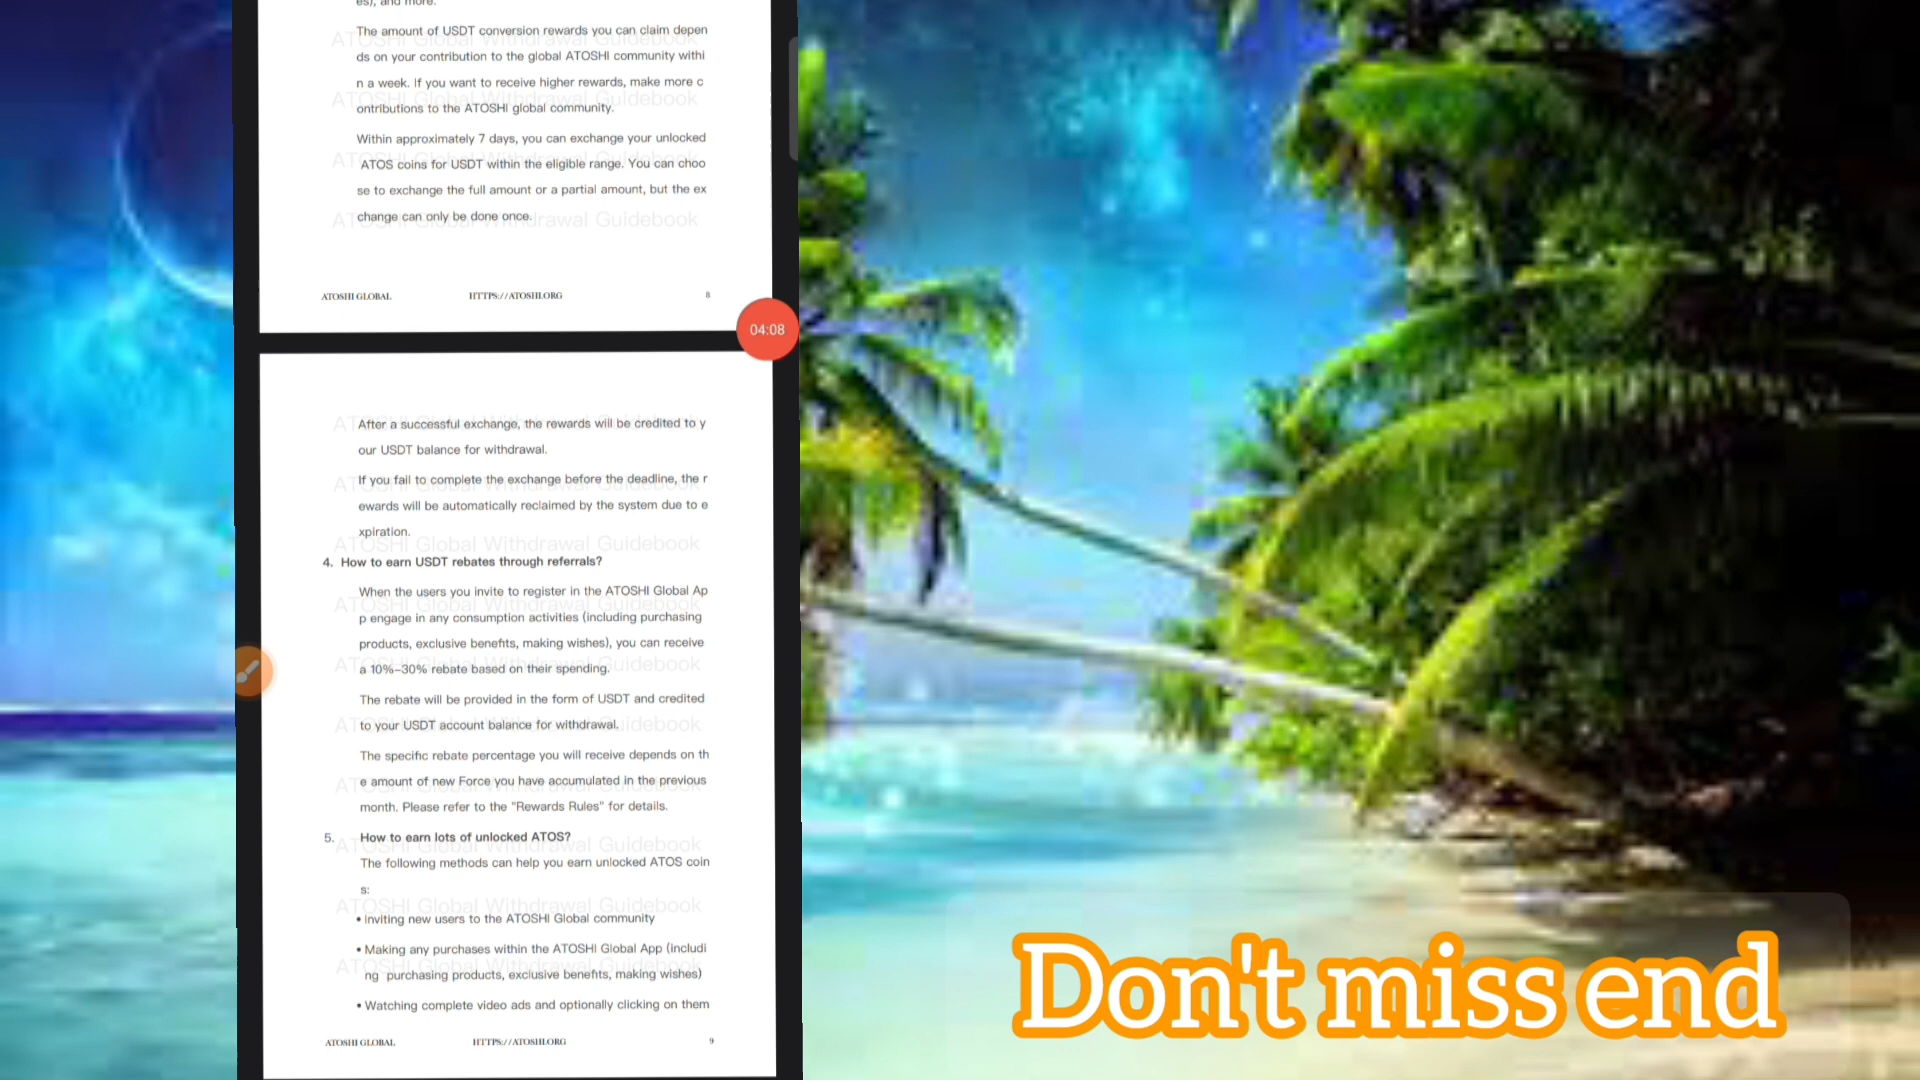 es), and more.
The amount of USDT conversion rewards you can claim depen
ds on your contribution to the global ATOSHI community withi
n a week. If you want to receive higher rewards, make more c
ontributions to the ATOSHI global community.
Within approximately 7 days, you can exchange your unlocked
ATOS coins for USDT within the eligible range. You can choo
se to exchange the full amount or a partial amount, but the ex
change can only be done once.
ATOSHI GLOBAL HTTPS://ATOSHI.ORG 8
04:08
After a successful exchange, the rewards will be credited to y
our USDT balance for withdrawal.
If you fail to complete the exchange before the deadline, the r
ewards will be automatically reclaimed by the system due to e
xpiration.
ATOSHI Global Withdrawal Guidebook
4. How to earn USDT rebates through referrals?
When the users you invite to register in the ATOSHI Global Ap
p engage in any consumption activities (including purchasing
products, exclusive benefits, making wishes), you can receive
a 10%–30% rebate based on their spending.
The rebate will be provided in the form of USDT and credited
to your USDT account balance for withdrawal.
The specific rebate percentage you will receive depends on th
e amount of new Force you have accumulated in the previous
month. Please refer to the "Rewards Rules" for details.
5. How to earn lots of unlocked ATOS?
The following methods can help you earn unlocked ATOS coin
s:
ATOSHI Global Withdrawal Guidebook
• Inviting new users to the ATOSHI Global community
• Making any purchases within the ATOSHI Global App (includi
ng purchasing products, exclusive benefits, making wishes)
• Watching complete video ads and optionally clicking on them
ATOSHI GLOBAL HTTPS://ATOSHI.ORG 9
Don't miss end